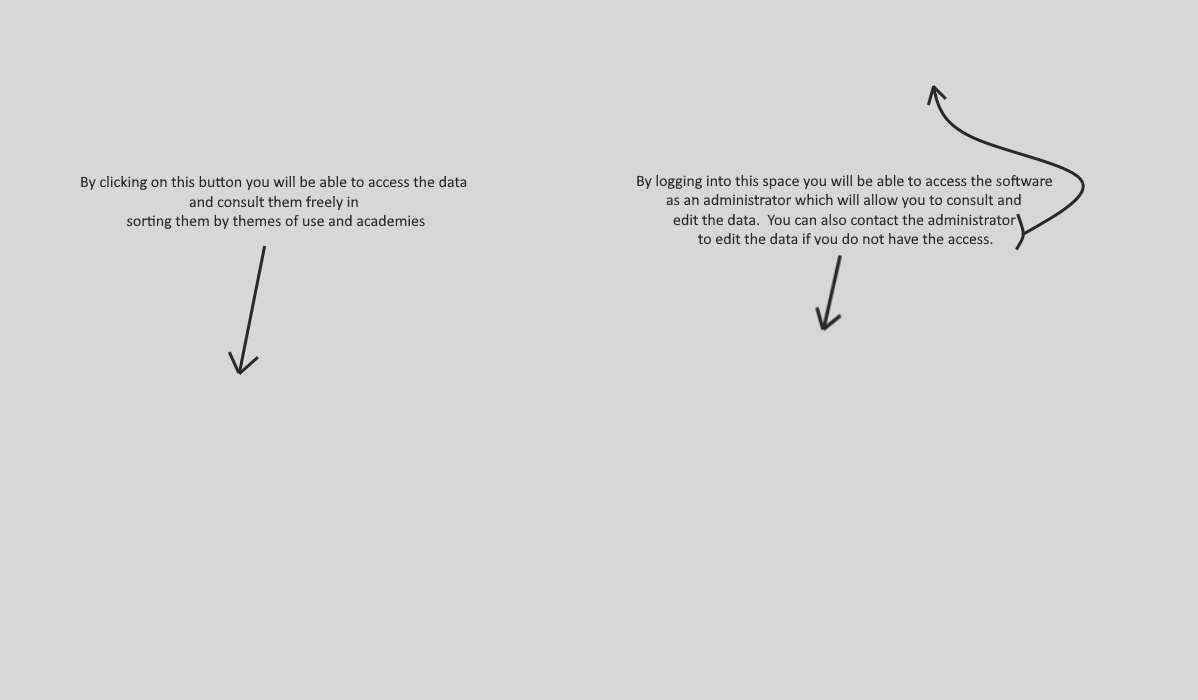 By clicking on this button you will be able to access the data
and consult them freely in
sorting them by themes of use and academies
By logging into this space you will be able to access the software
as an administrator which will allow you to consult and
edit the data.  You can also contact the administrator
to edit the data if you do not have the access.